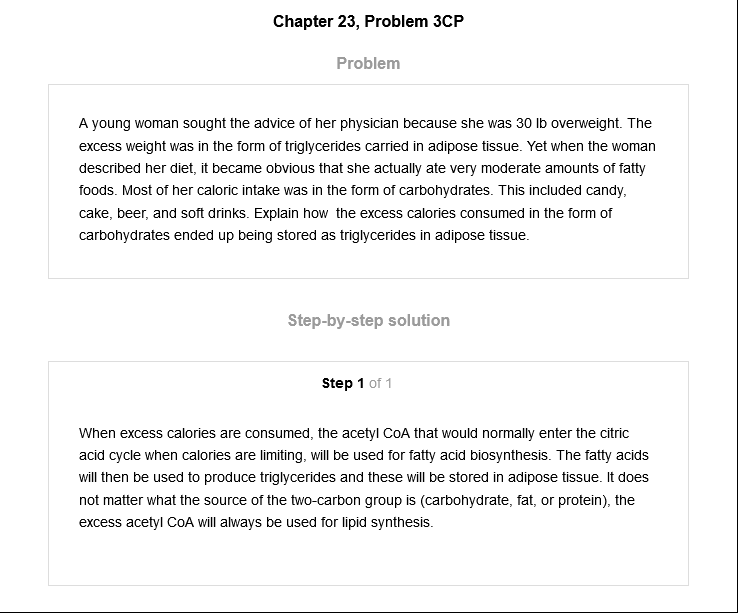 Chapter 23, Problem 3CP
Problem
A young woman sought the advice of her physician because she was 30 lb overweight. The
excess weight was in the form of triglycerides carried in adipose tissue. Yet when the woman
described her diet, it became obvious that she actually ate very moderate amounts of fatty
foods. Most of her caloric intake was in the form of carbohydrates. This included candy,
cake, beer, and soft drinks. Explain how  the excess calories consumed in the form of
carbohydrates ended up being stored as triglycerides in adipose tissue.
Step-by-step solution
Step 1 of 1
When excess calories are consumed, the acetyl CoA that would normally enter the citric
acid cycle when calories are limiting, will be used for fatty acid biosynthesis. The fatty acids
will then be used to produce triglycerides and these will be stored in adipose tissue. It does
not matter what the source of the two-carbon group is (carbohydrate, fat, or protein), the
excess acetyl CoA will always be used for lipid synthesis.